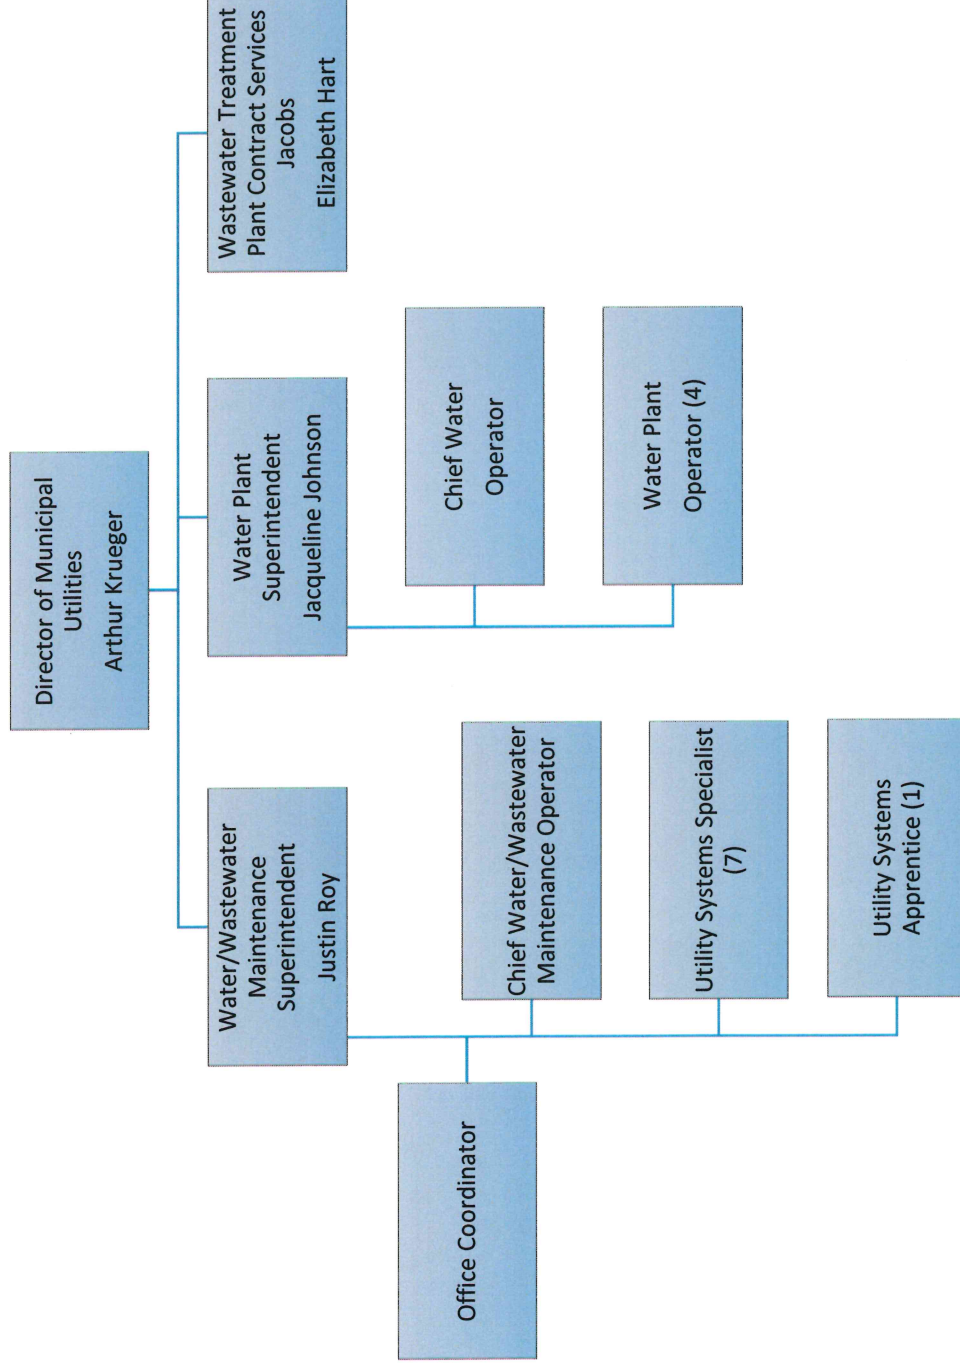 Director of Municipal
Utilities
Arthur Krueger
Water/Wastewater
Maintenance
Superintendent
Justin Roy
Water Plant
Superintendent
Jacqueline Johnson
Wastewater Treatment
Plant Contract Services
Jacobs
Elizabeth Hart
Office Coordinator
Chief Water/Wastewater
Maintenance Operator
Utility Systems Specialist
(7)
Utility Systems
Apprentice (1)
Chief Water
Operator
Water Plant
Operator (4)